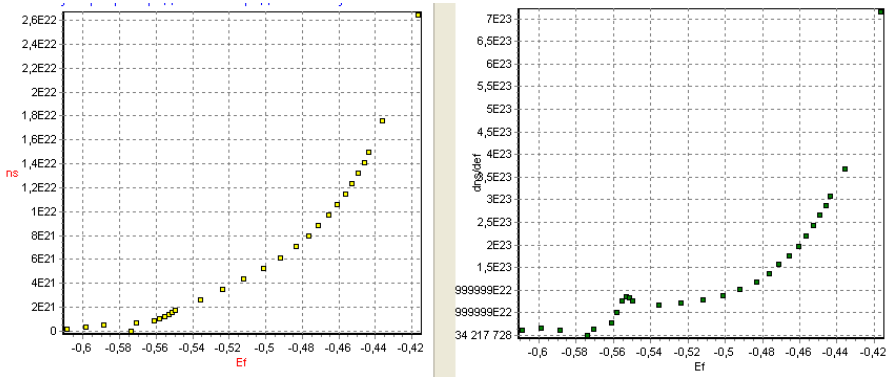 2,6E22
2,4E22
2,2E22
2E22
1,8E22
1,6E22
1,4E22
1,2E22
1E22
8E21
6E21
4E21
2E21
0
ns
-0,6 -0,58 -0,56 -0,54 -0,52 -0,5 -0,48 -0,46 -0,44 -0,42
Ef
7E23
6,5E23
6E23
5,5E23
5E23
4,5E23
4E23
3,5E23
3E23
2,5E23
2E23
1,5E23
999999E22
999999E22
34 217 728
dns/def
-0,6 -0,58 -0,56 -0,54 -0,52 -0,5 -0,48 -0,46 -0,44 -0,42
Ef